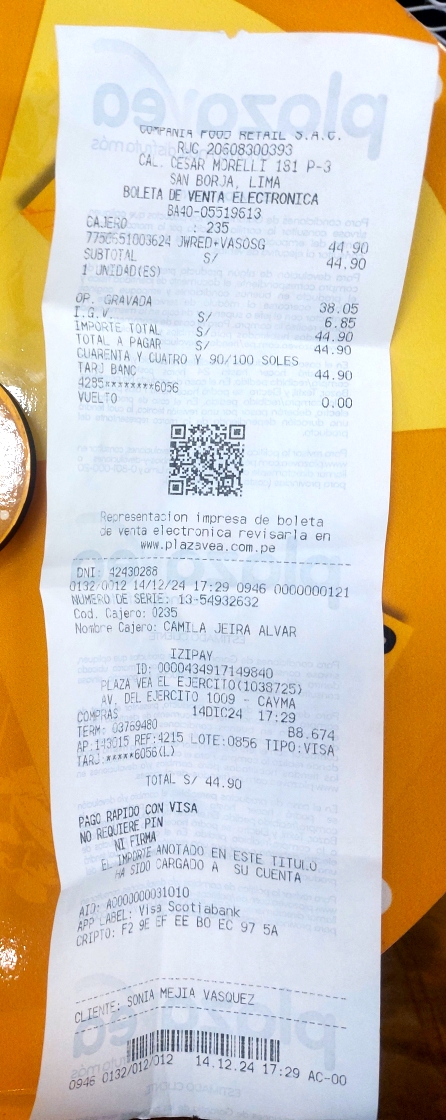 plazavea
COMPANIA FOOD RETAIL S.A.C.
RUC 20608300393
CAL. CESAR MORELLI 181 P-3
SAN BORJA, LIMA
BOLETA DE VENTA ELECTRONICA
BA40-05519613
CAJERO : 235
7750651003624 JWRED+VASOSG 44.90
SUBTOTAL S/ 44.90
1 UNIDAD(ES)
OP. GRAVADA 38.05
I.G.V. S/ 6.85
IMPORTE TOTAL S/ 44.90
TOTAL A PAGAR S/ 44.90
CUARENTA Y CUATRO Y 90/100 SOLES
TARJ BANC 44.90
4285********6056
VUELTO 0.00
Representacion impresa de boleta
de venta electronica revisarla en
www.plazavea.com.pe
DNI: 42430288
0132/0012 14/12/24 17:29 0946 0000000121
NUMERO DE SERIE: 13-54932632
Cod. Cajero: 0235
Nombre Cajero: CAMILA JEIRA ALVAR
IZIPAY
ID: 0000434917149840
PLAZA VEA EL EJERCITO(1038725)
AV. DEL EJERCITO 1009 - CAYMA
COMPRAS 14DIC24 17:29
TERM: 03769480 B8.674
AP:143015 REF:4215 LOTE:0856 TIPO:VISA
TARJ:*****6056(L)
TOTAL S/ 44.90
PAGO RAPIDO CON VISA
NO REQUIERE PIN
NI FIRMA
EL IMPORTE ANOTADO EN ESTE TITULO
HA SIDO CARGADO A SU CUENTA
AID: A0000000031010
APP LABEL: Visa Scotiabank
CRIPTO: F2 9E EF EE B0 EC 97 5A
CLIENTE: SONIA MEJIA VASQUEZ
0946 0132/012/012 14.12.24 17:29 AC-00